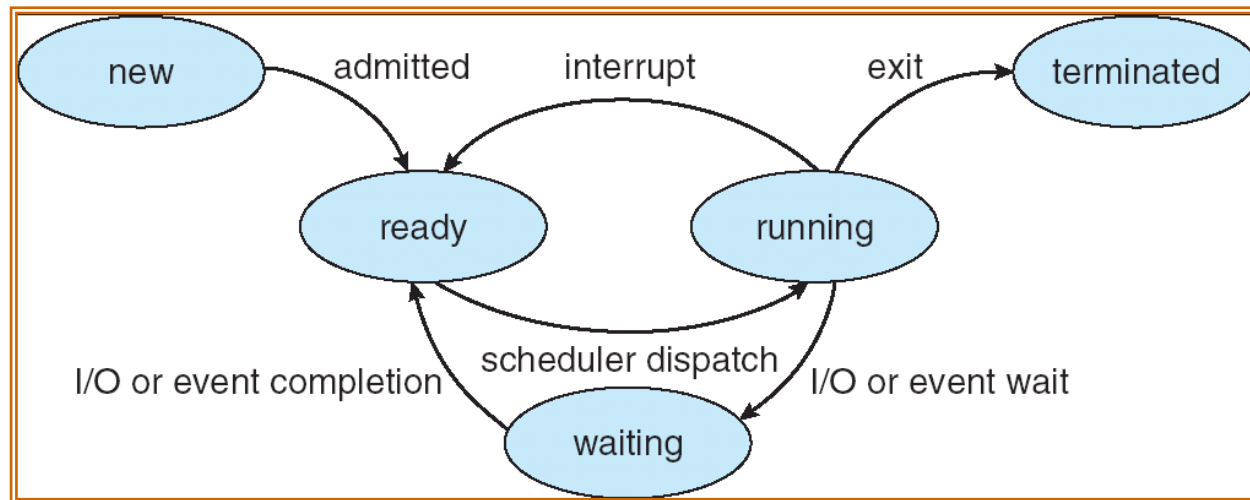 new
admitted
interrupt
exit
terminated
ready
running
scheduler dispatch
I/O or event completion
I/O or event wait
waiting